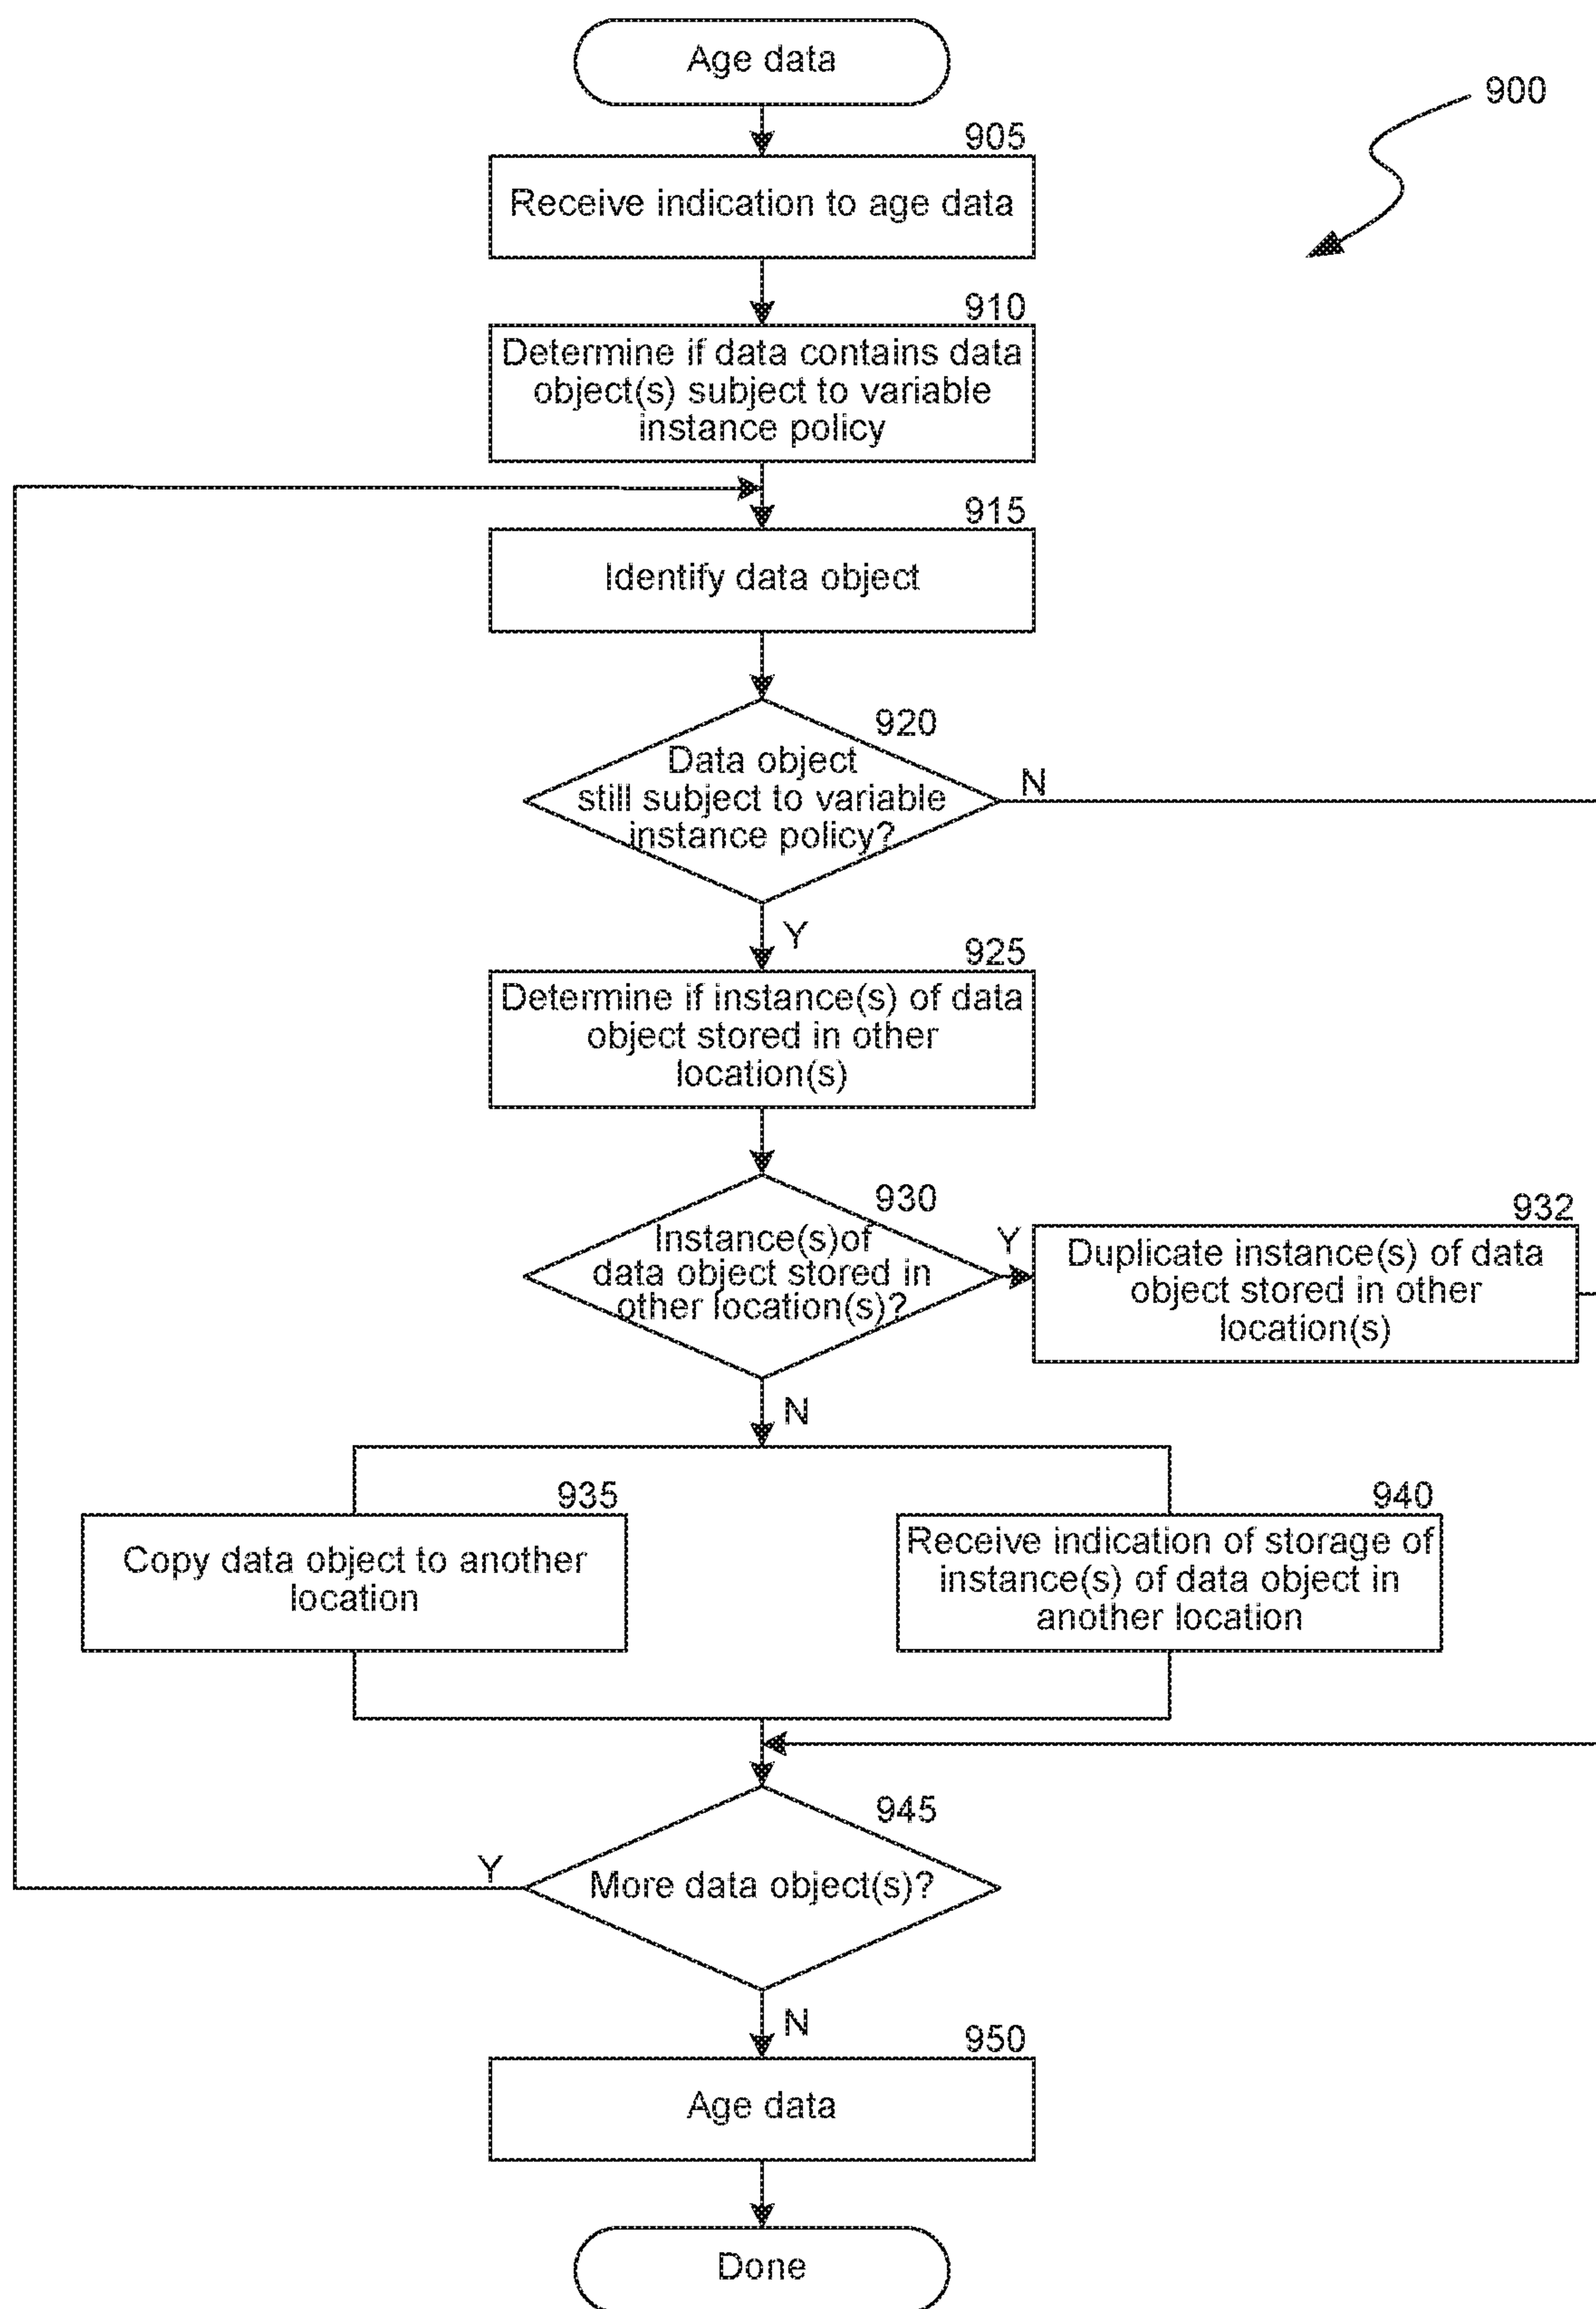 Age data
900
905
Receive indication to age data
910
Determine if data contains data
object(s) subject to variable
instance policy
915
Identify data object
920
Data object
still subject to variable
instance policy?
N
Y
925
Determine if instance(s) of data
object stored in other
location(s)
930
Instance(s)of
data object stored in
other location(s)?
Y
932
Duplicate instance(s) of data
object stored in other
location(s)
N
935
Copy data object to another
location
940
Receive indication of storage of
instance(s) of data object in
another location
945
More data object(s)?
Y
N
950
Age data
Done